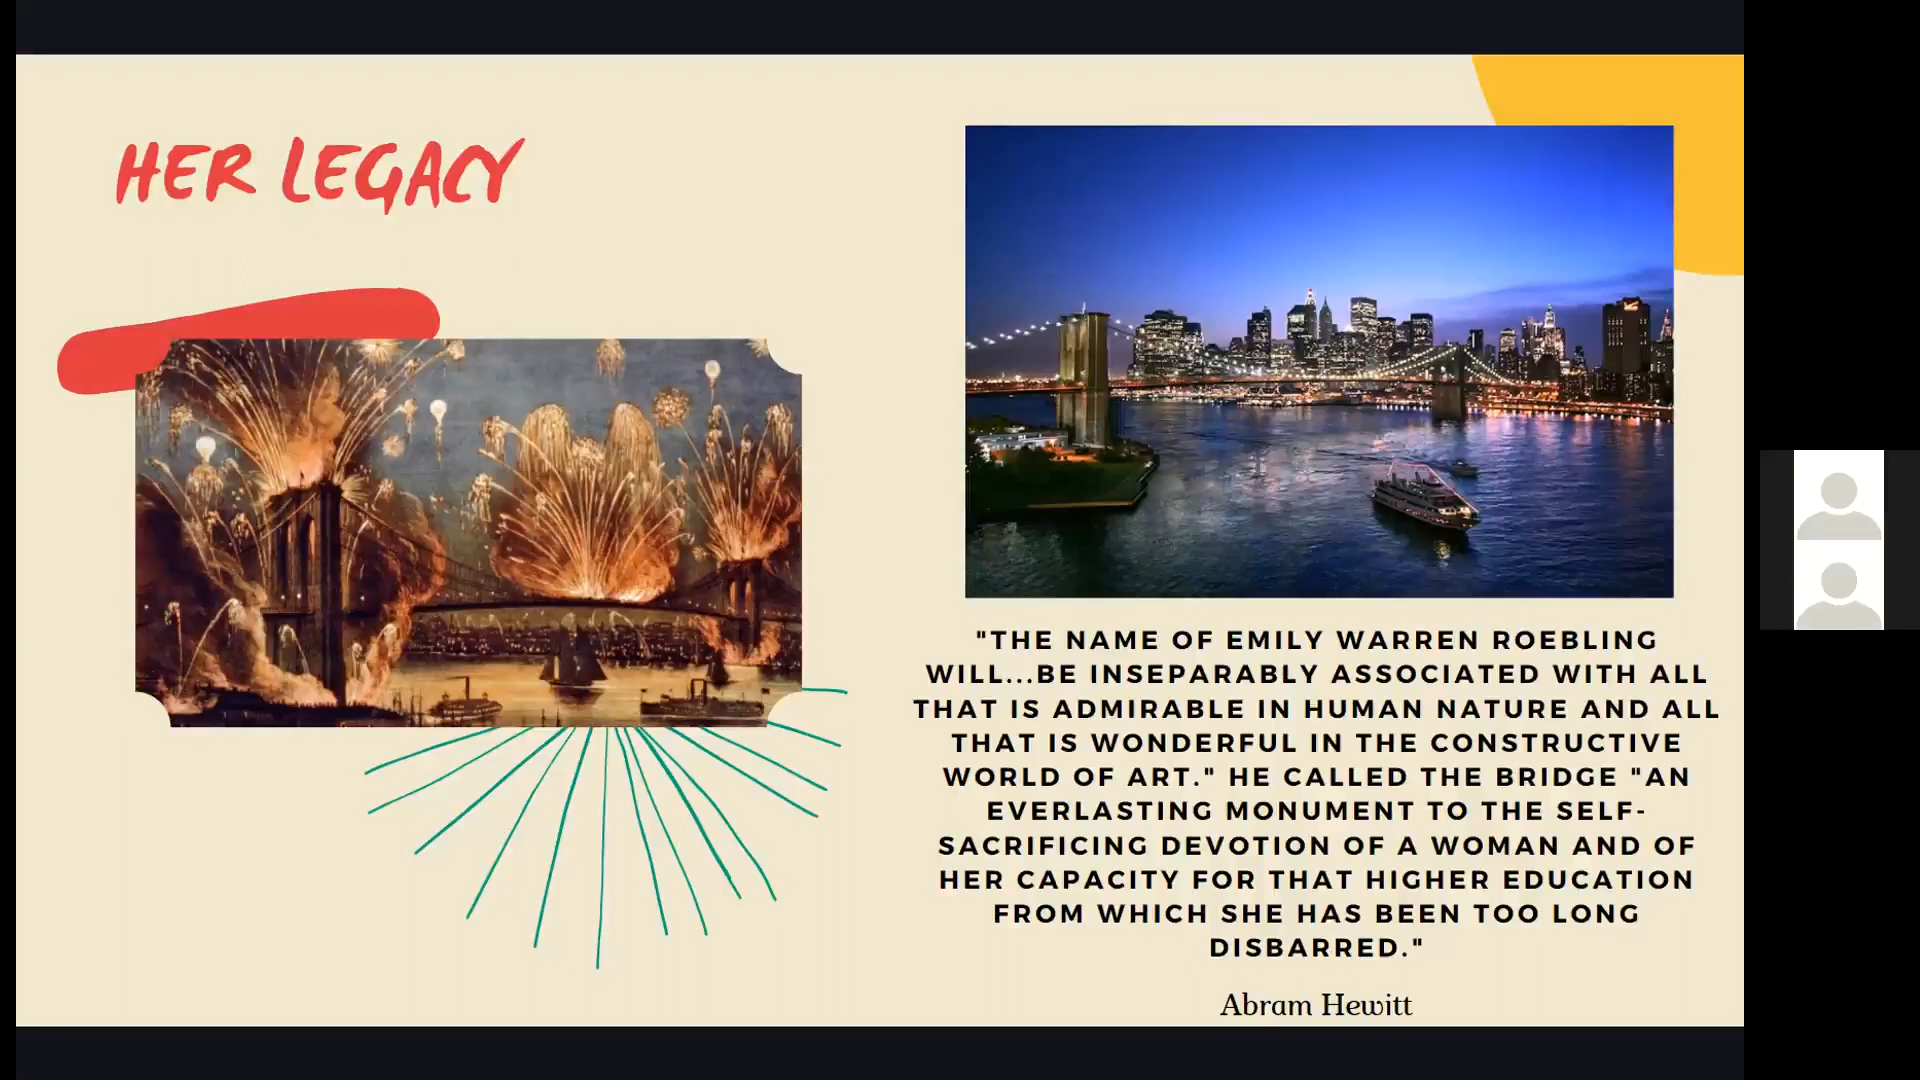 HER LEGACY
"THE NAME OF EMILY WARREN ROEBLING
WILL...BE INSEPARABLY ASSOCIATED WITH ALL
THAT IS ADMIRABLE IN HUMAN NATURE AND ALL
THAT IS WONDERFUL IN THE CONSTRUCTIVE
WORLD OF ART." HE CALLED THE BRIDGE "AN
EVERLASTING MONUMENT TO THE SELF-
SACRIFICING DEVOTION OF A WOMAN AND OF
HER CAPACITY FOR THAT HIGHER EDUCATION
FROM WHICH SHE HAS BEEN TOO LONG
DISBARRED."
Abram Hewitt